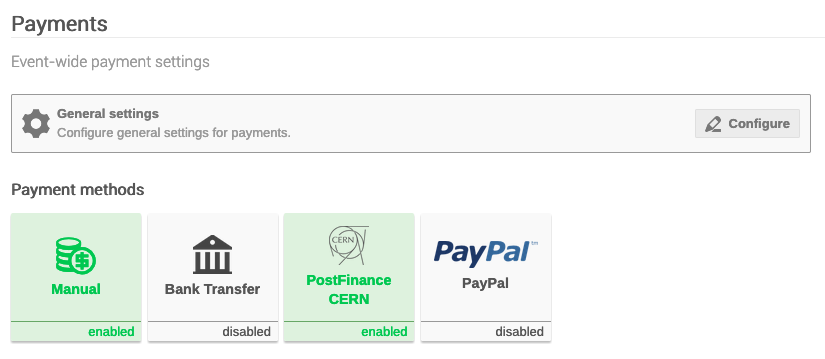 Payments
Event-wide payment settings
General settings
Configure general settings for payments.
Configure
Payment methods
Manual
enabled
Bank Transfer
disabled
CERN
PostFinance
CERN
enabled
PayPal™
PayPal
disabled